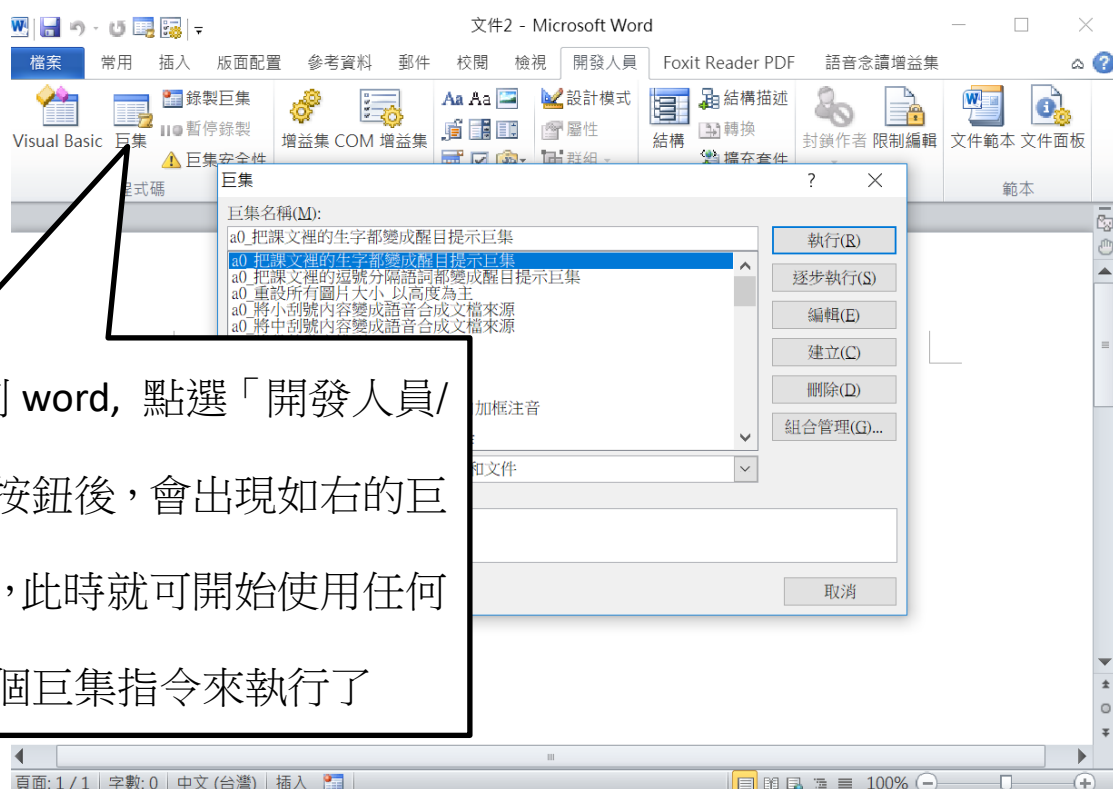 文件2 - Microsoft Word
檔案 常用 插入 版面配置 參考資料 郵件 校閱 檢視 開發人員 Foxit Reader PDF 語音念讀增益集
Visual Basic 巨集 錄製巨集 暫停錄製 巨集安全性
增益集 COM 增益集
Aa Aa 設計模式 屬性 群組
結構 結構描述 轉換 擴充套件
封鎖作者 限制編輯 文件範本 文件面板
式碼 範本
巨集
巨集名稱(M):
a0_把課文裡的生字都變成醒目提示巨集
a0_把課文裡的生字都變成醒目提示巨集
a0_把課文裡的逗號分隔語詞都變成醒目提示巨集
a0_重設所有圖片大小_以高度為主
a0_將小刮號內容變成語音合成文檔來源
a0_將中刮號內容變成語音合成文檔來源
加框注音
和文件
執行(R)
逐步執行(S)
編輯(E)
建立(C)
刪除(D)
組合管理(G)...
取消
word, 點選「開發人員/
按鈕後，會出現如右的巨
，此時就可開始使用任何
個巨集指令來執行了
頁面: 1 / 1 字數: 0 中文 (台灣) 插入 100%